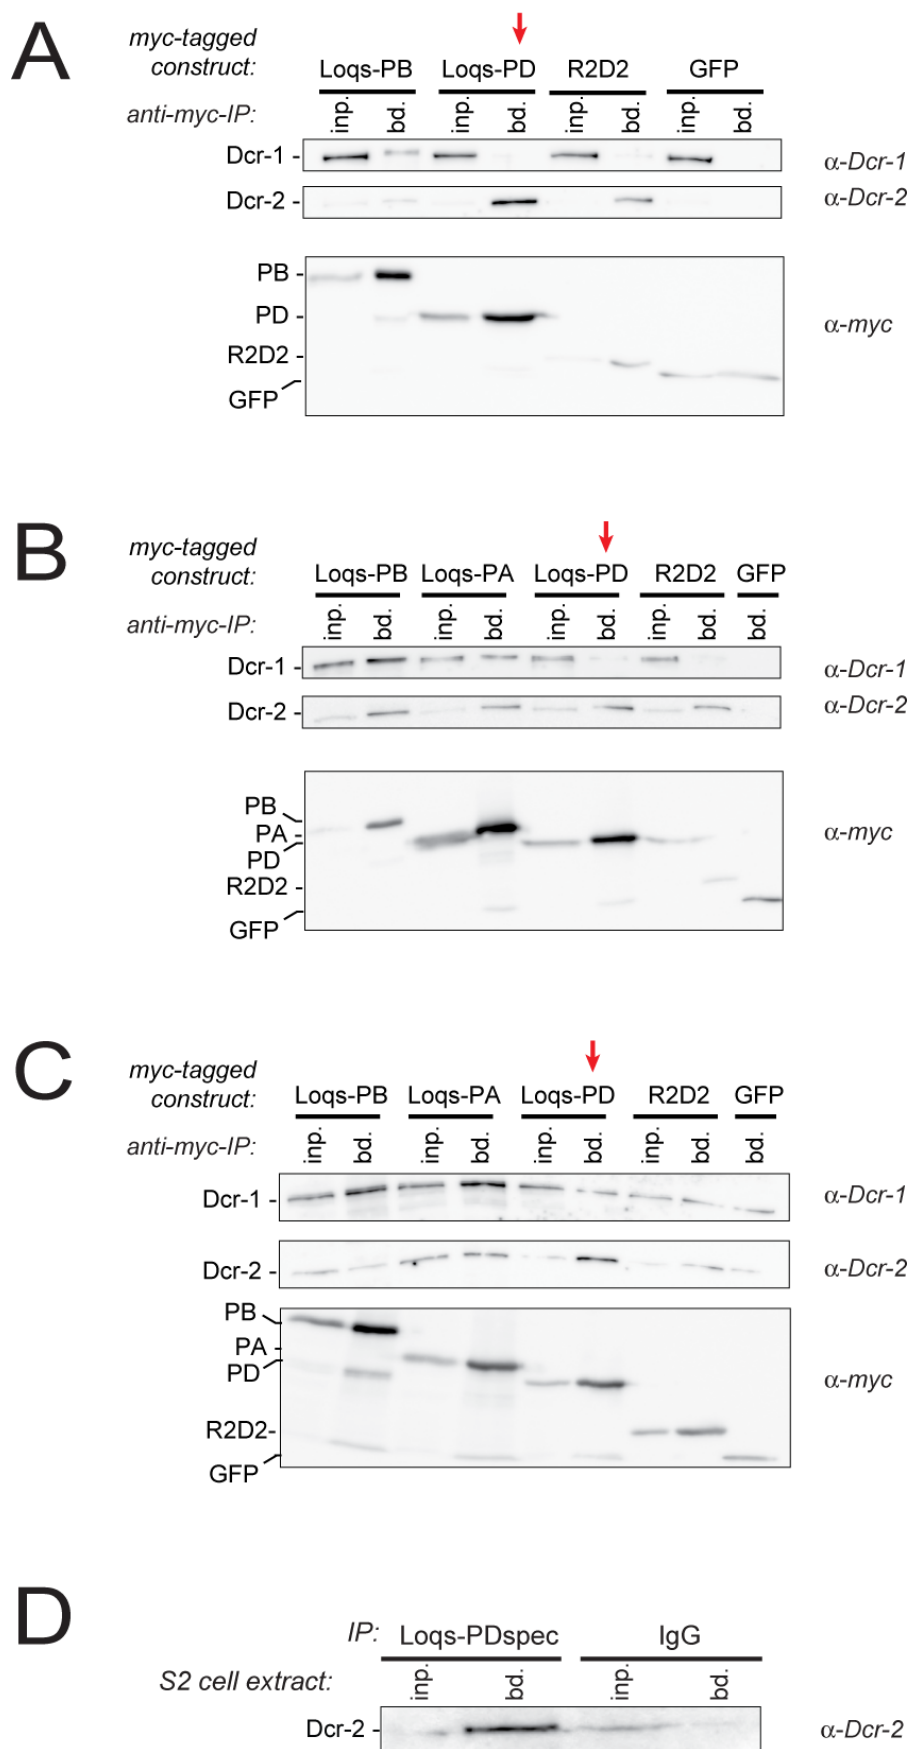 A
myc-tagged
construct:
Loqs-PB Loqs-PD R2D2 GFP
anti-myc-IP: inp. bd. inp. bd. inp. bd. inp. bd.
Dcr-1 - α-Dcr-1
Dcr-2 - α-Dcr-2
PB -
PD - α-myc
R2D2 -
GFP
B
myc-tagged
construct:
Loqs-PB Loqs-PA Loqs-PD R2D2 GFP
anti-myc-IP: inp. bd. inp. bd. inp. bd. inp. bd. bd.
Dcr-1 - α-Dcr-1
Dcr-2 - α-Dcr-2
PB
PA - α-myc
PD
R2D2 -
GFP
C
myc-tagged
construct:
Loqs-PB Loqs-PA Loqs-PD R2D2 GFP
anti-myc-IP: inp. bd. inp. bd. inp. bd. inp. bd. bd.
Dcr-1 - α-Dcr-1
Dcr-2 - α-Dcr-2
PB
PA -
PD α-myc
R2D2-
GFP
D
IP: Loqs-PDspec IgG
S2 cell extract: inp. bd. inp. bd.
Dcr-2 - α-Dcr-2